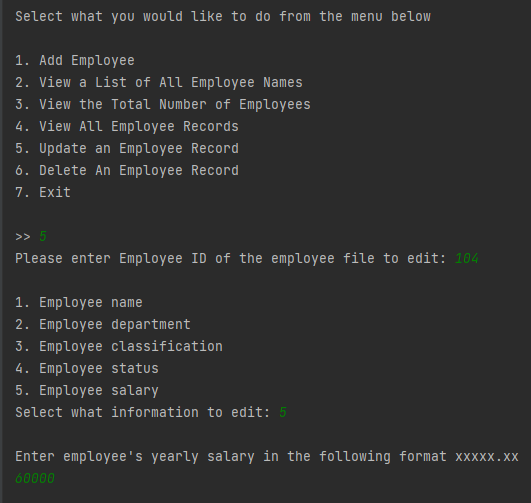 Select what you would like to do from the menu below
1. Add Employee
2. View a List of All Employee Names
3. View the Total Number of Employees
4. View All Employee Records
5. Update an Employee Record
6. Delete An Employee Record
7. Exit
>> 5
Please enter Employee ID of the employee file to edit: 104
1. Employee name
2. Employee department
3. Employee classification
4. Employee status
5. Employee salary
Select what information to edit: 5
Enter employee's yearly salary in the following format xxxxx.xx
60000